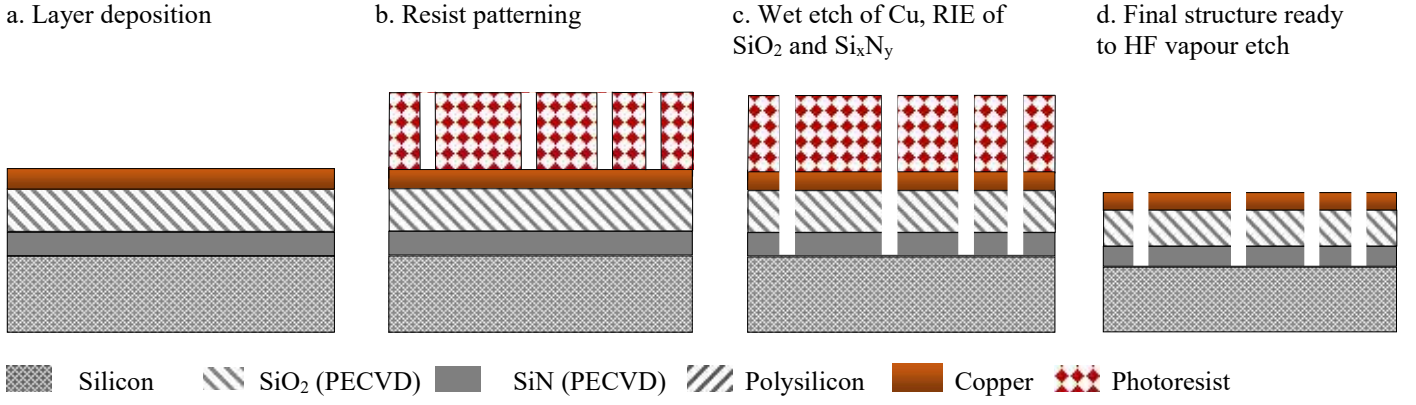 a. Layer deposition
b. Resist patterning
c. Wet etch of Cu, RIE of
SiO₂ and SiₓNᵧ
d. Final structure ready
to HF vapour etch
Silicon
SiO₂ (PECVD)
SiN (PECVD)
Polysilicon
Copper
Photoresist